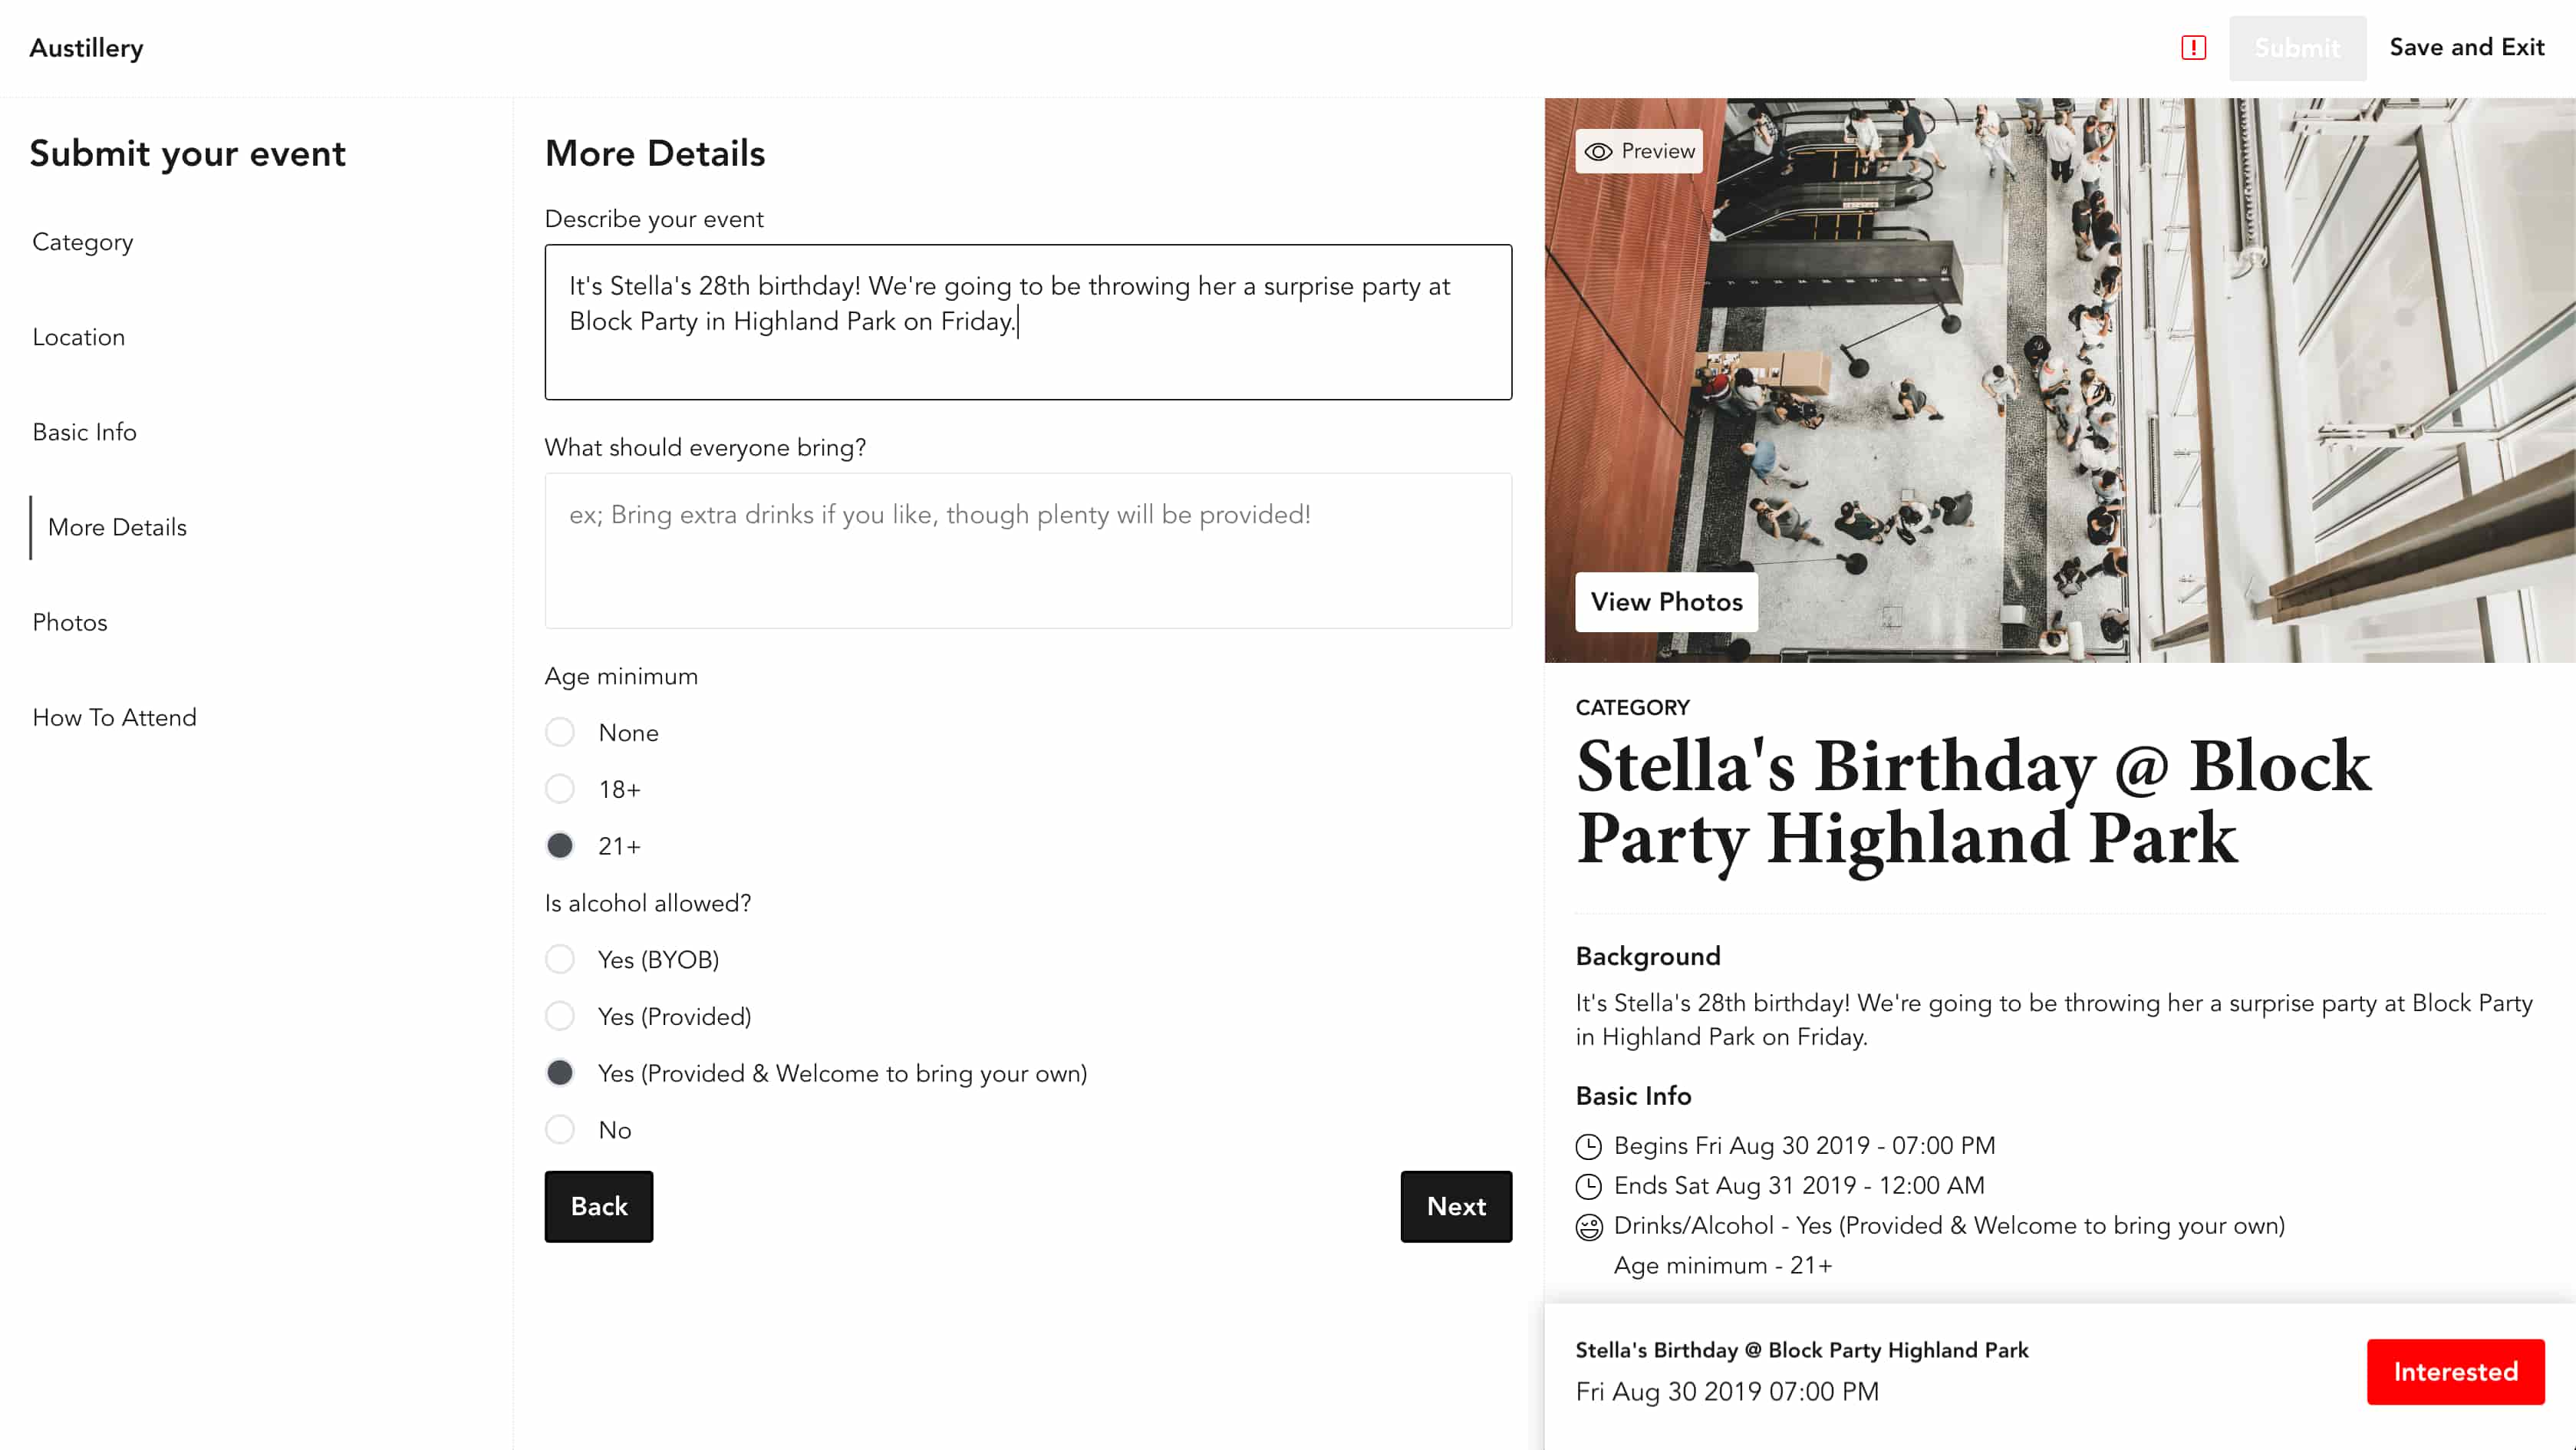 Austillery
!
Submit
Save and Exit
Submit your event
Category
Location
Basic Info
More Details
Photos
How To Attend
More Details
Describe your event
It's Stella's 28th birthday! We're going to be throwing her a surprise party at
Block Party in Highland Park on Friday.
What should everyone bring?
ex; Bring extra drinks if you like, though plenty will be provided!
Age minimum
None
18+
21+
Is alcohol allowed?
Yes (BYOB)
Yes (Provided)
Yes (Provided & Welcome to bring your own)
No
Back
Next
Preview
View Photos
CATEGORY
Stella's Birthday @ Block
Party Highland Park
Background
It's Stella's 28th birthday! We're going to be throwing her a surprise party at Block Party
in Highland Park on Friday.
Basic Info
Begins Fri Aug 30 2019 - 07:00 PM
Ends Sat Aug 31 2019 - 12:00 AM
Drinks/Alcohol - Yes (Provided & Welcome to bring your own)
Age minimum - 21+
Stella's Birthday @ Block Party Highland Park
Fri Aug 30 2019 07:00 PM
Interested